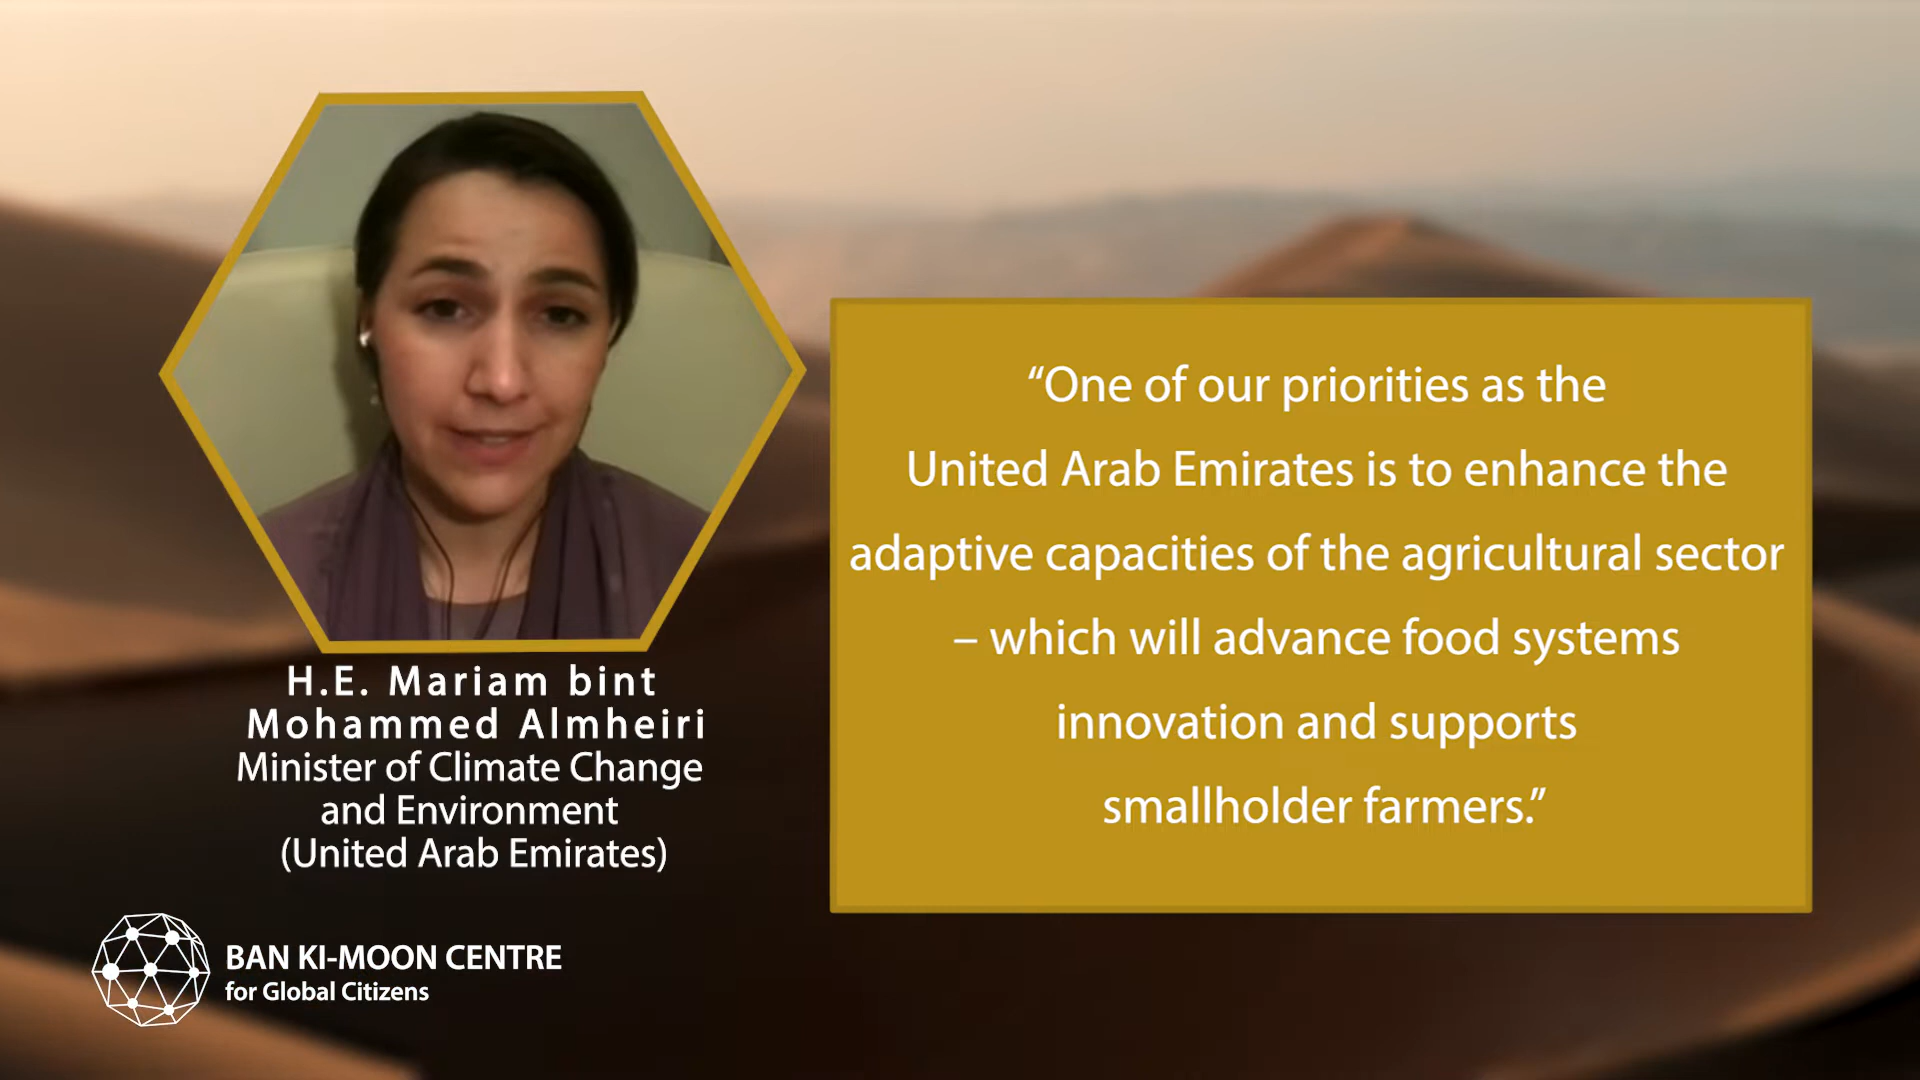 H.E. Mariam bint
Mohammed Almheiri
Minister of Climate Change
and Environment
(United Arab Emirates)
“One of our priorities as the
United Arab Emirates is to enhance the
adaptive capacities of the agricultural sector
– which will advance food systems
innovation and supports
smallholder farmers.”
BAN KI-MOON CENTRE
for Global Citizens